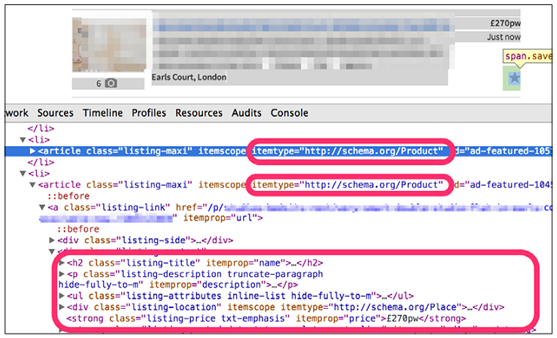 £270pw
Just now
span.save
6
Earls Court, London
twork Sources Timeline Profiles Resources Audits Console
</li>
▼<li>
▶<article class="listing-maxi" itemscope itemtype="http://schema.org/Product" id="ad-featured-105
</li>
▼<li>
▼<article class="listing-maxi" itemscope itemtype="http://schema.org/Product" id="ad-featured-104
::before
▼<a class="listing-link" href="/p/
itemprop="url">
::before
▶<div class="listing-side">…</div>
▶<h2 class="listing-title" itemprop="name">…</h2>
▶<p class="listing-description truncate-paragraph
hide-fully-to-m" itemprop="description">…</p>
▶<ul class="listing-attributes inline-list hide-fully-to-m">…</ul>
▶<div class="listing-location" itemscope itemtype="http://schema.org/Place">…</div>
<strong class="listing-price txt-emphasis" itemprop="price">£270pw</strong>